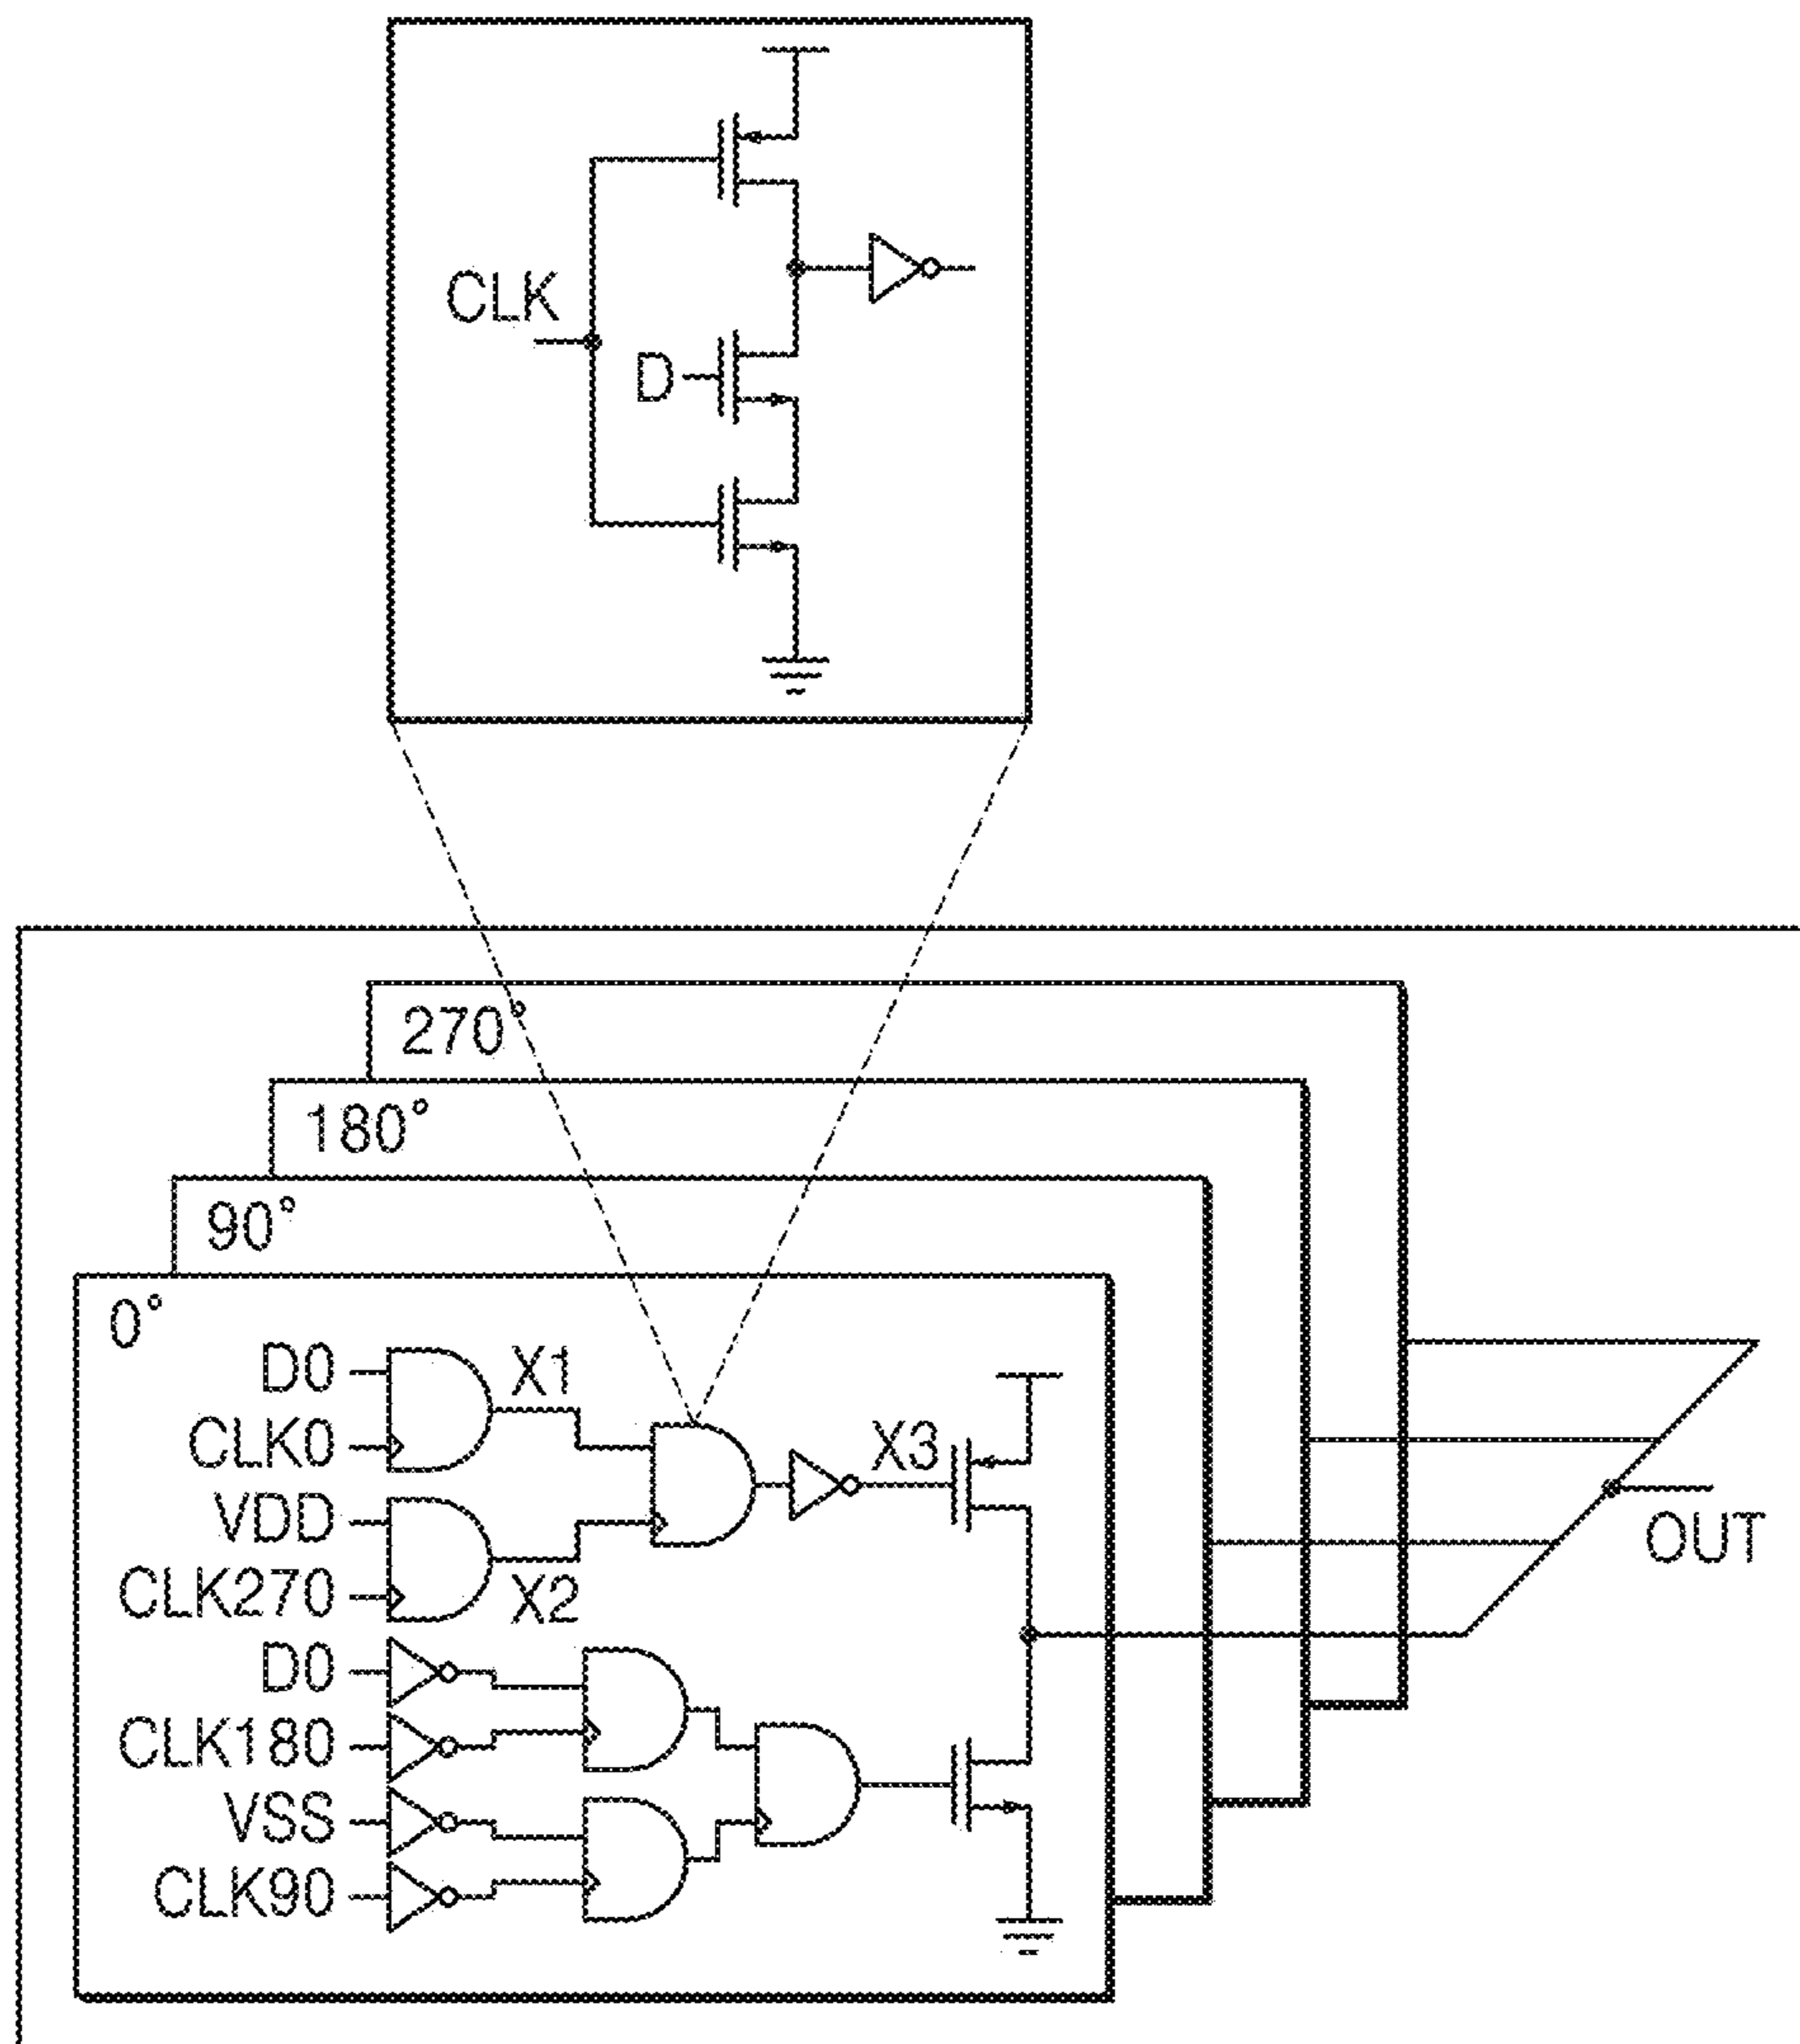 CLK
D
270°
180°
90°
0°
D0
X1
CLK0
X3
VDD
CLK270
X2
OUT
D0
CLK180
VSS
CLK90